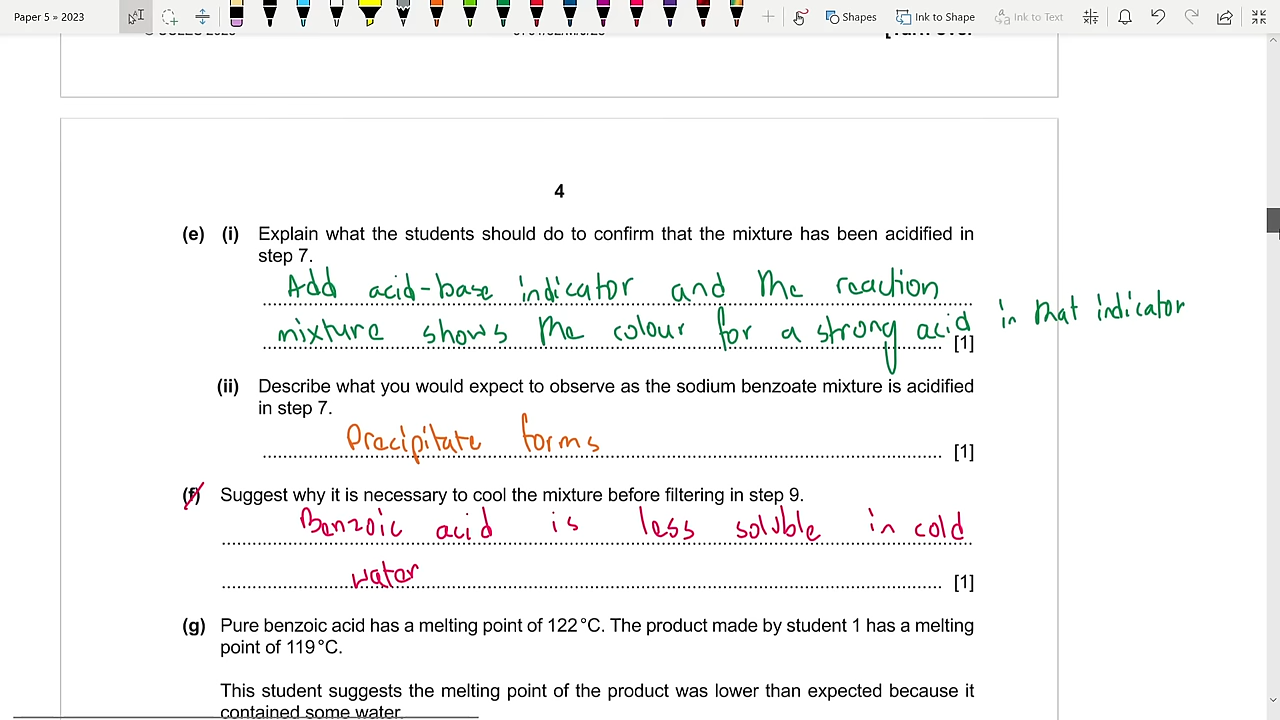 Paper 5 » 2023
Shapes
Ink to Shape
Ink to Text
4
(e) (i) Explain what the students should do to confirm that the mixture has been acidified in
step 7.
Add acid-base indicator and the reaction
mixture shows the colour for a strong acid in that indicator
[1]
(ii) Describe what you would expect to observe as the sodium benzoate mixture is acidified
in step 7.
Precipitate forms
[1]
(f) Suggest why it is necessary to cool the mixture before filtering in step 9.
Benzoic acid is less soluble in cold
water
[1]
(g) Pure benzoic acid has a melting point of 122 °C. The product made by student 1 has a melting
point of 119 °C.
This student suggests the melting point of the product was lower than expected because it
contained some water.